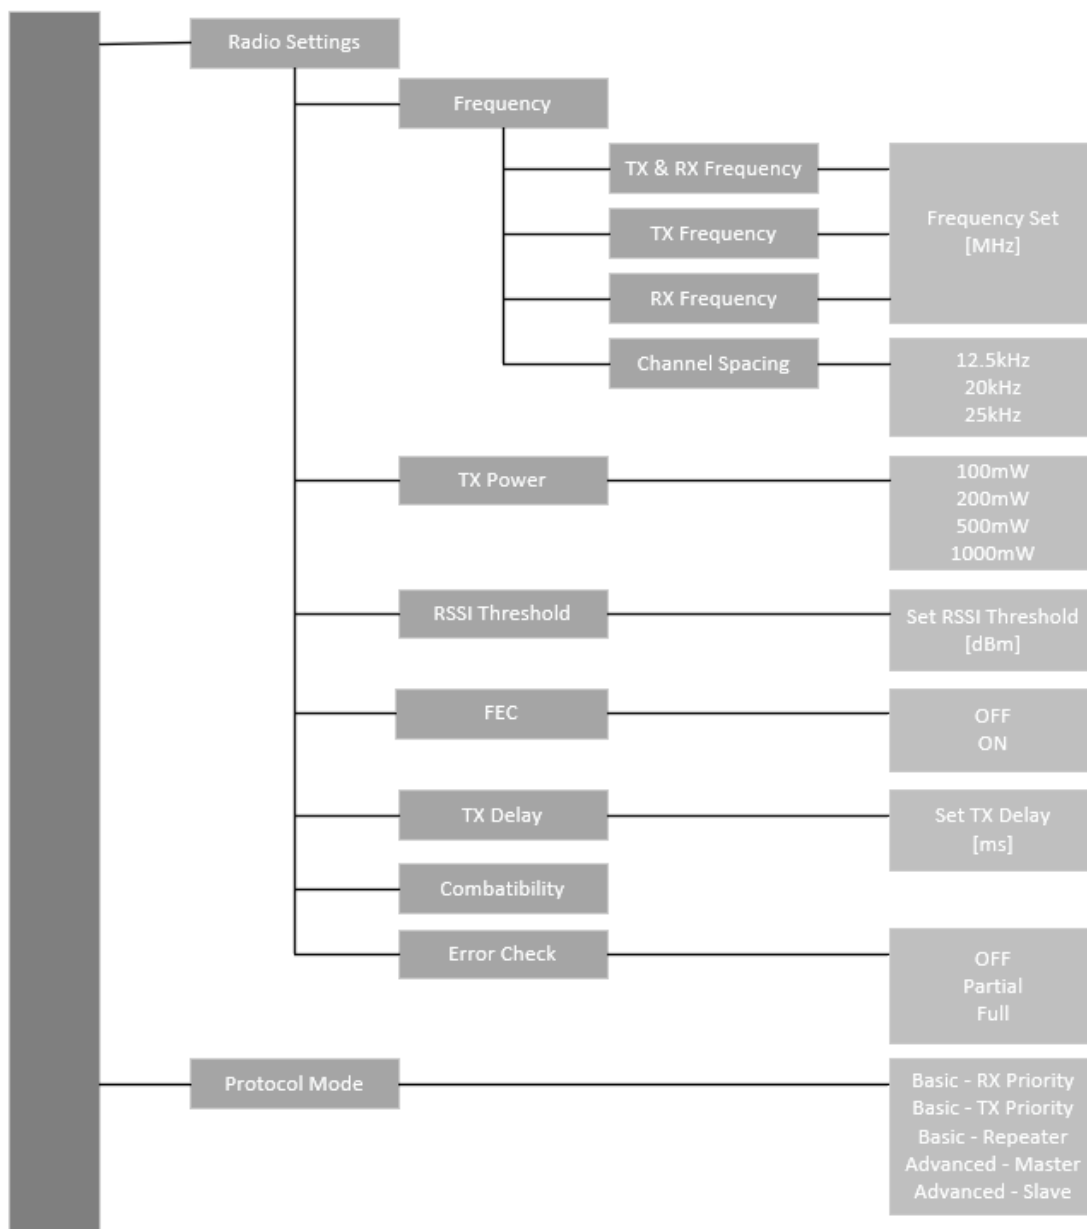 Radio Settings
Frequency
TX & RX Frequency
Frequency Set
[MHz]
TX Frequency
RX Frequency
Channel Spacing
12.5kHz
20kHz
25kHz
TX Power
100mW
200mW
500mW
1000mW
RSSI Threshold
Set RSSI Threshold
[dBm]
FEC
OFF
ON
TX Delay
Set TX Delay
[ms]
Combatibility
Error Check
OFF
Partial
Full
Protocol Mode
Basic - RX Priority
Basic - TX Priority
Basic - Repeater
Advanced - Master
Advanced - Slave